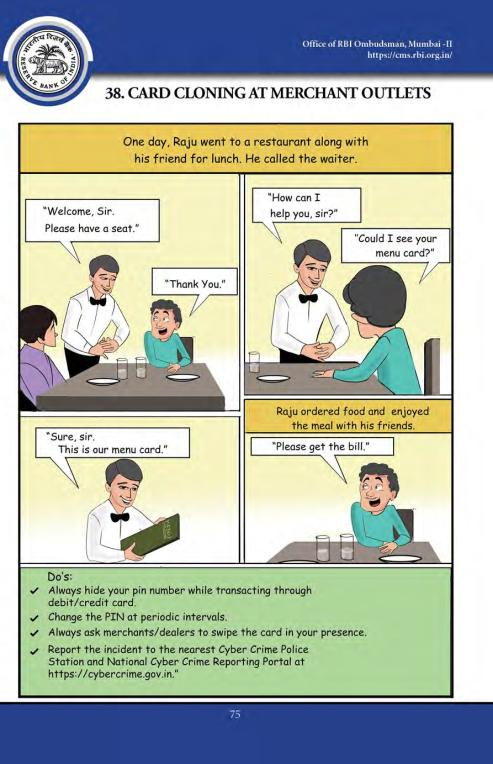 भारतीय रिज़र्व बैंक
RESERVE BANK OF INDIA
Office of RBI Ombudsman, Mumbai -II
https://cms.rbi.org.in/
38. CARD CLONING AT MERCHANT OUTLETS
One day, Raju went to a restaurant along with
his friend for lunch. He called the waiter.
"Welcome, Sir.
Please have a seat."
"Thank You."
"How can I
help you, sir?"
"Could I see your
menu card?"
"Sure, sir.
This is our menu card."
MENU
Raju ordered food and enjoyed
the meal with his friends.
"Please get the bill."
Do's:
Always hide your pin number while transacting through
debit/credit card.
Change the PIN at periodic intervals.
Always ask merchants/dealers to swipe the card in your presence.
Report the incident to the nearest Cyber Crime Police
Station and National Cyber Crime Reporting Portal at
https://cybercrime.gov.in."
75